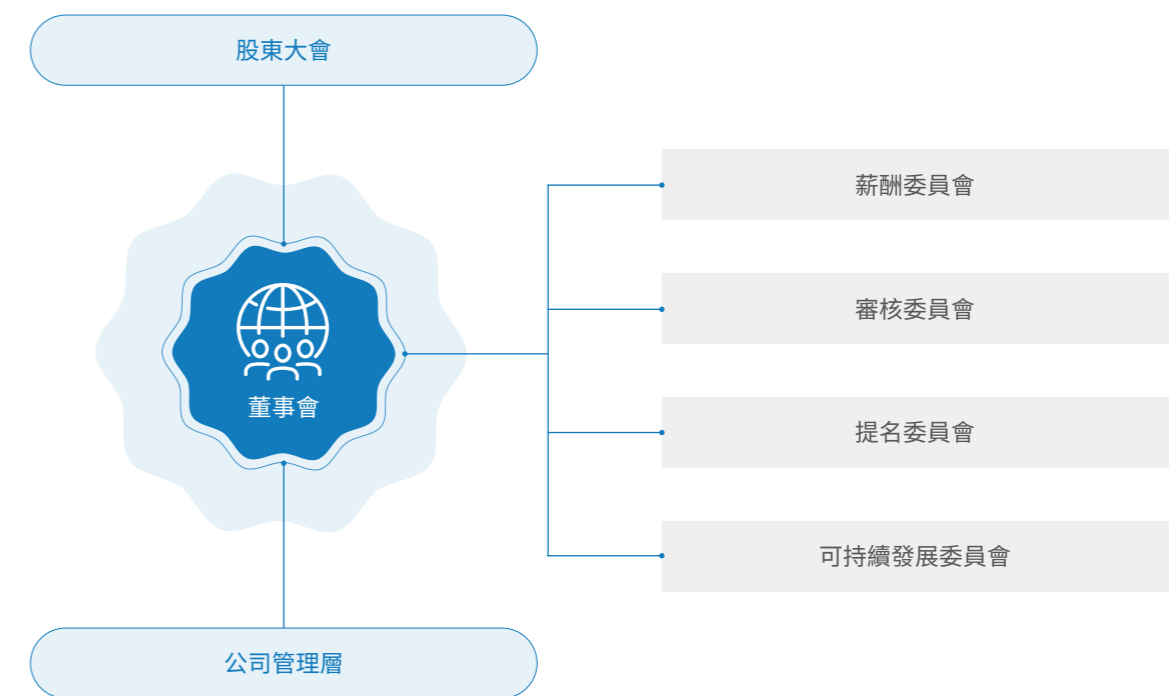 股東大會
董事會
薪酬委員會
審核委員會
提名委員會
可持續發展委員會
公司管理層